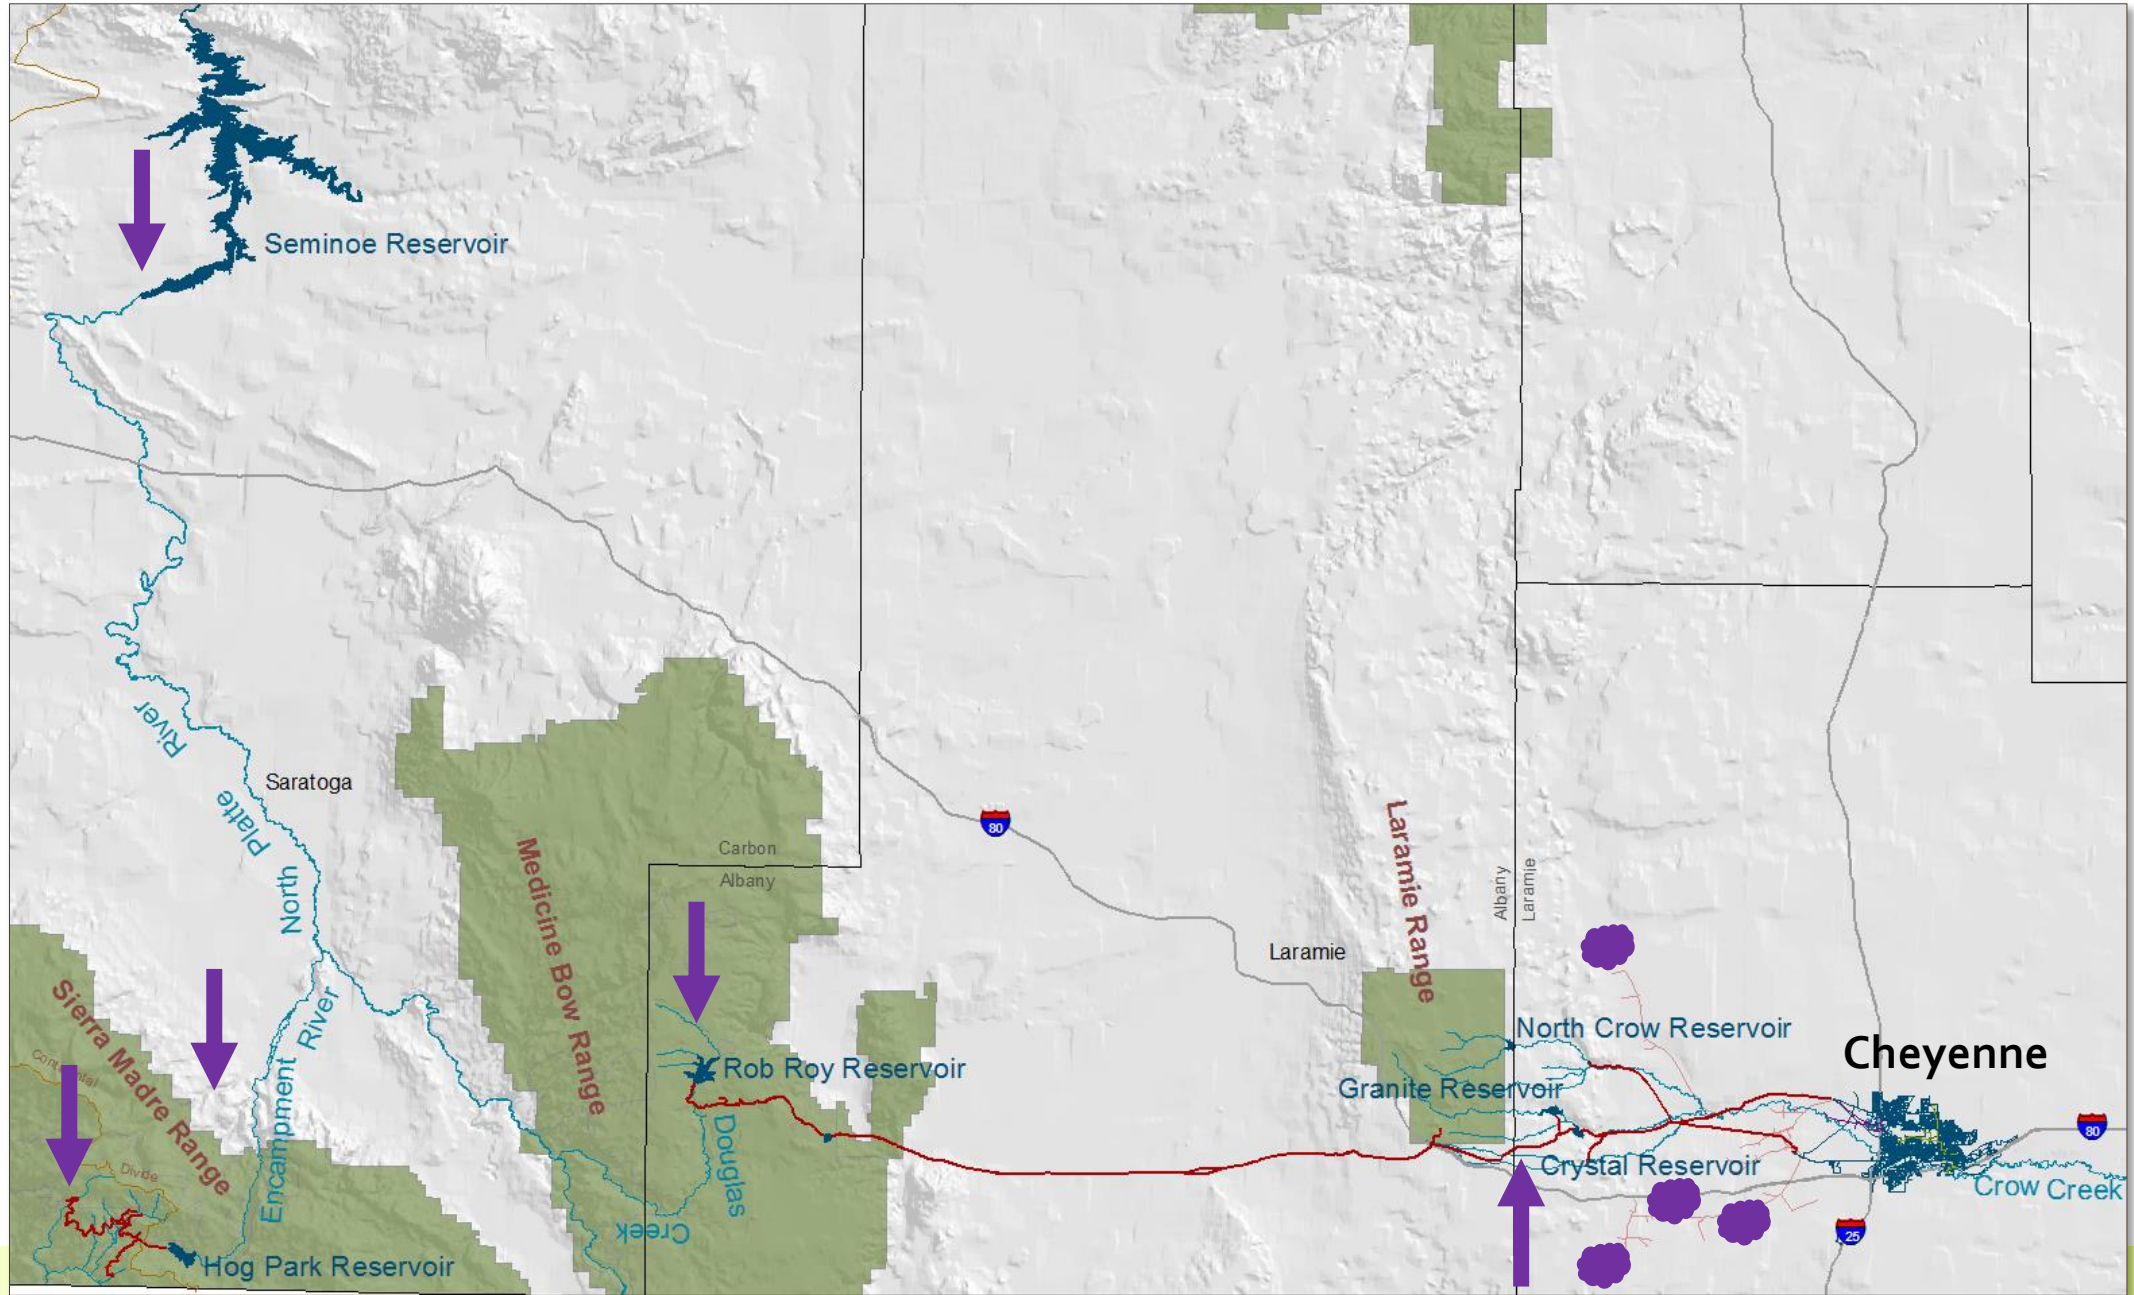 Seminoe Reservoir
River
Platte
North
Saratoga
Carbon
Albany
80
Medicine Bow Range
Laramie Range
Albany
Laramie
Laramie
Sierra Madre Range
Continental
Divide
Encampment
River
Rob Roy Reservoir
Douglas
Creek
North Crow Reservoir
Granite Reservoir
Cheyenne
80
Crystal Reservoir
Crow Creek
25
Hog Park Reservoir